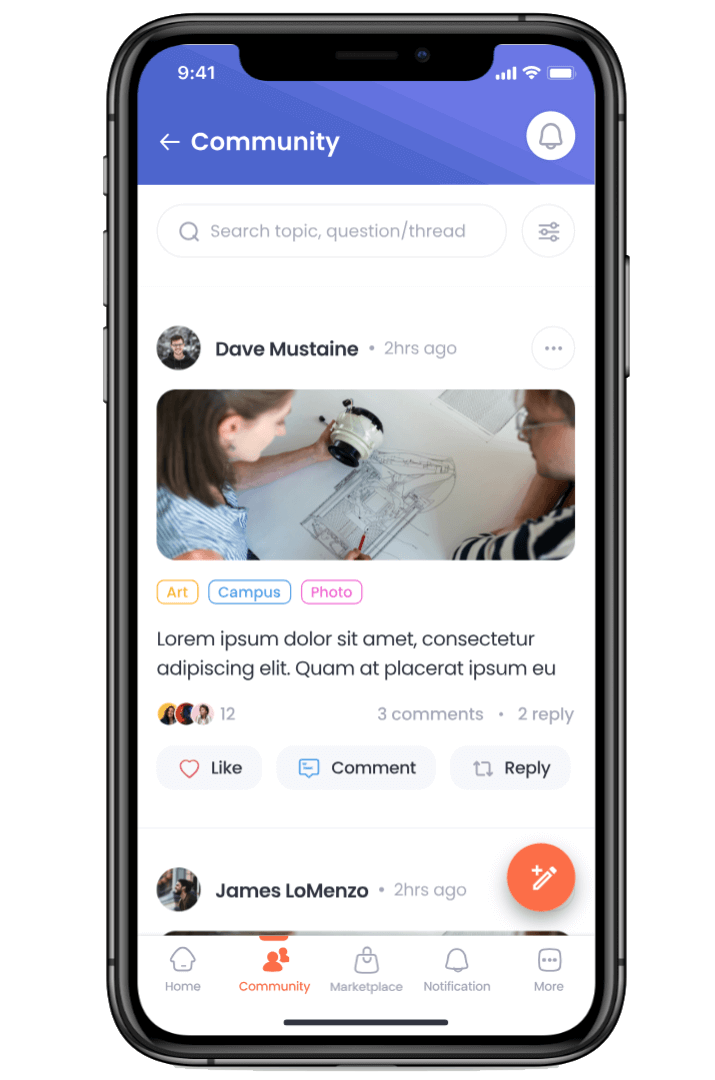 9:41
Community
Search topic, question/thread
Dave Mustaine • 2hrs ago
Art Campus Photo
Lorem ipsum dolor sit amet, consectetur
adipiscing elit. Quam at placerat ipsum eu
12 3 comments • 2 reply
Like Comment Reply
James LoMenzo • 2hrs ago
Home Community Marketplace Notification More